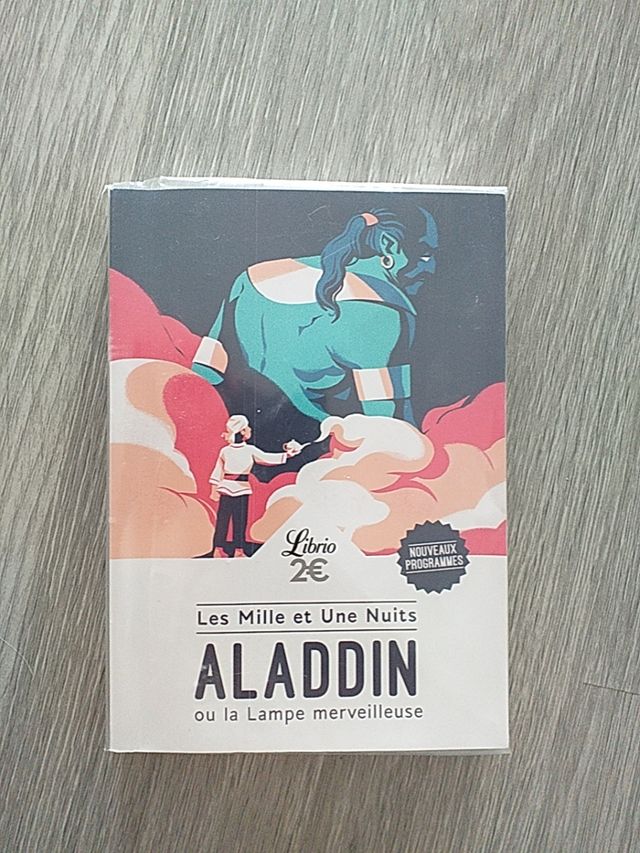 Librio
2€
NOUVEAUX
PROGRAMMES
Les Mille et Une Nuits
ALADDIN
ou la Lampe merveilleuse